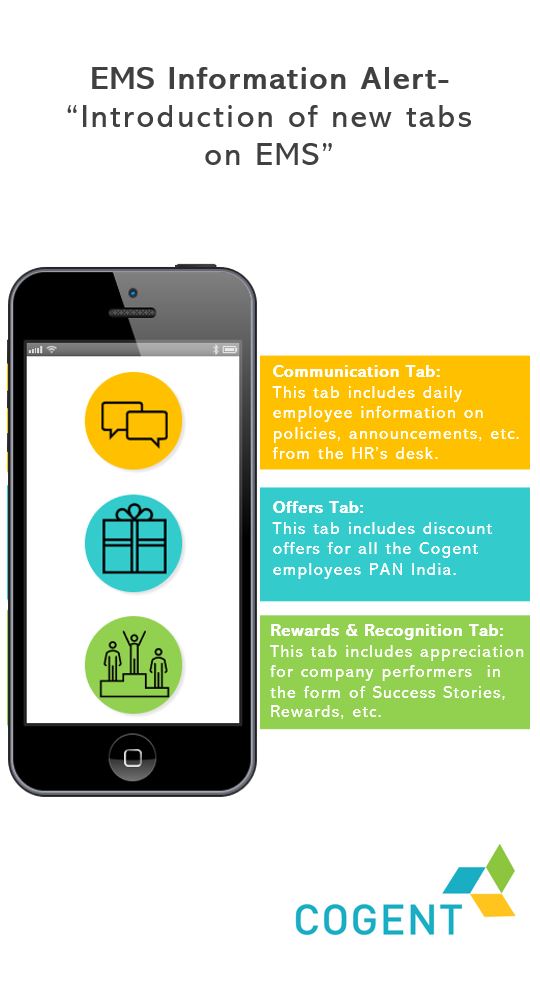 EMS Information Alert-
“Introduction of new tabs
on EMS”
Communication Tab:
This tab includes daily
employee information on
policies, announcements, etc.
from the HR's desk.
Offers Tab:
This tab includes discount
offers for all the Cogent
employees PAN India.
Rewards & Recognition Tab:
This tab includes appreciation
for company performers in
the form of Success Stories,
Rewards, etc.
COGENT